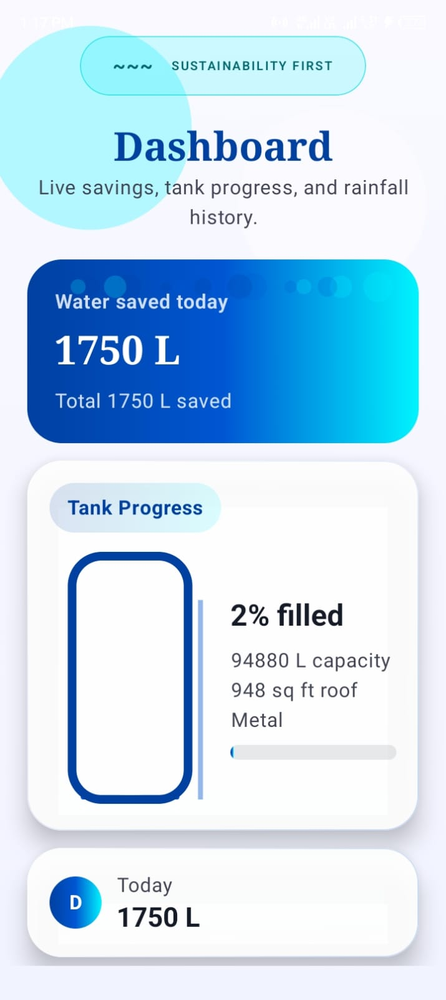 1:17 PM
~~~ SUSTAINABILITY FIRST
Dashboard
Live savings, tank progress, and rainfall
history.
Water saved today
1750 L
Total 1750 L saved
Tank Progress
2% filled
94880 L capacity
948 sq ft roof
Metal
D
Today
1750 L